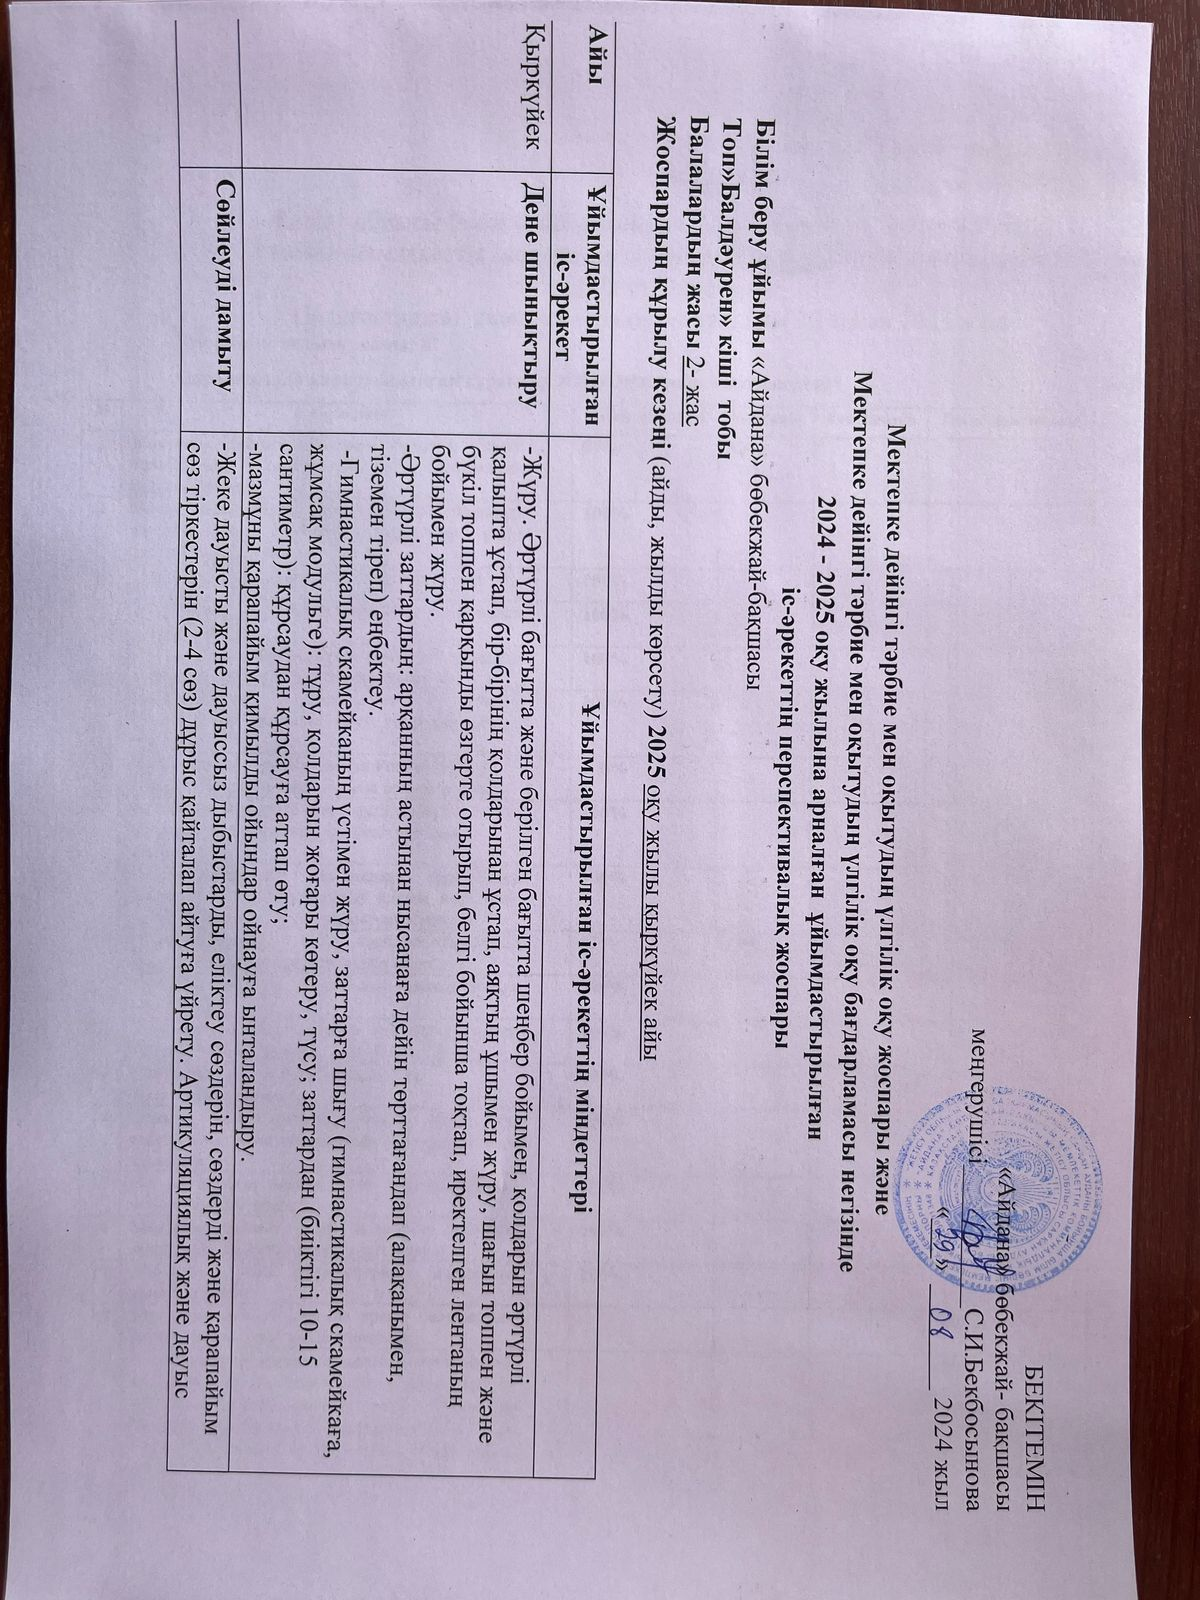 БЕКІТЕМІН
«Айдана» бөбекжай- бақшасы
меңгерушісі С.И.Бекбосынова
« 29 » 08 2024 жыл
Мектепке дейінгі тәрбие мен оқытудың үлгілік оқу жоспары және
Мектепке дейінгі тәрбие мен оқытудың үлгілік оқу бағдарламасы негізінде
2024 - 2025 оқу жылына арналған ұйымдастырылған
іс-әрекеттің перспективалық жоспары
Білім беру ұйымы «Айдана» бөбекжай-бақшасы
Топ»Балдәурен» кіші тобы
Балалардың жасы 2- жас
Жоспардың құрылу кезеңі (айды, жылды көрсету) 2025 оқу жылы қыркүйек айы
Айы
Ұйымдастырылған
іс-әрекет
Ұйымдастырылған іс-әрекеттің міндеттері
Қыркүйек
Дене шынықтыру
-Жүру. Әртүрлі бағытта және берілген бағытта шеңбер бойымен, қолдарын әртүрлі
қалыпта ұстап, бір-бірінің қолдарынан ұстап, аяқтың ұшымен жүру, шағын топпен және
бүкіл топпен қарқынды өзгерте отырып, белгі бойынша тоқтап, иректелген лентаның
бойымен жүру.
-Әртүрлі заттардың: арқанның астынан нысанаға дейін төрттағандап (алақанымен,
тіземен тіреп) еңбектеу.
-Гимнастикалық скамейканың үстімен жүру, заттарға шығу (гимнастикалық скамейкаға,
жұмсақ модульге): тұру, қолдарын жоғары көтеру, түсу; заттардан (биіктігі 10-15
сантиметр): құрсаудан құрсауға аттап өту;
-мазмұны қарапайым қимылды ойындар ойнауға ынталандыру.
Сөйлеуді дамыту
-Жеке дауысты және дауыссыз дыбыстарды, еліктеу сөздерін, сөздерді және қарапайым
сөз тіркестерін (2-4 сөз) дұрыс қайталап айтуға үйрету. Артикуляциялық және дауыс